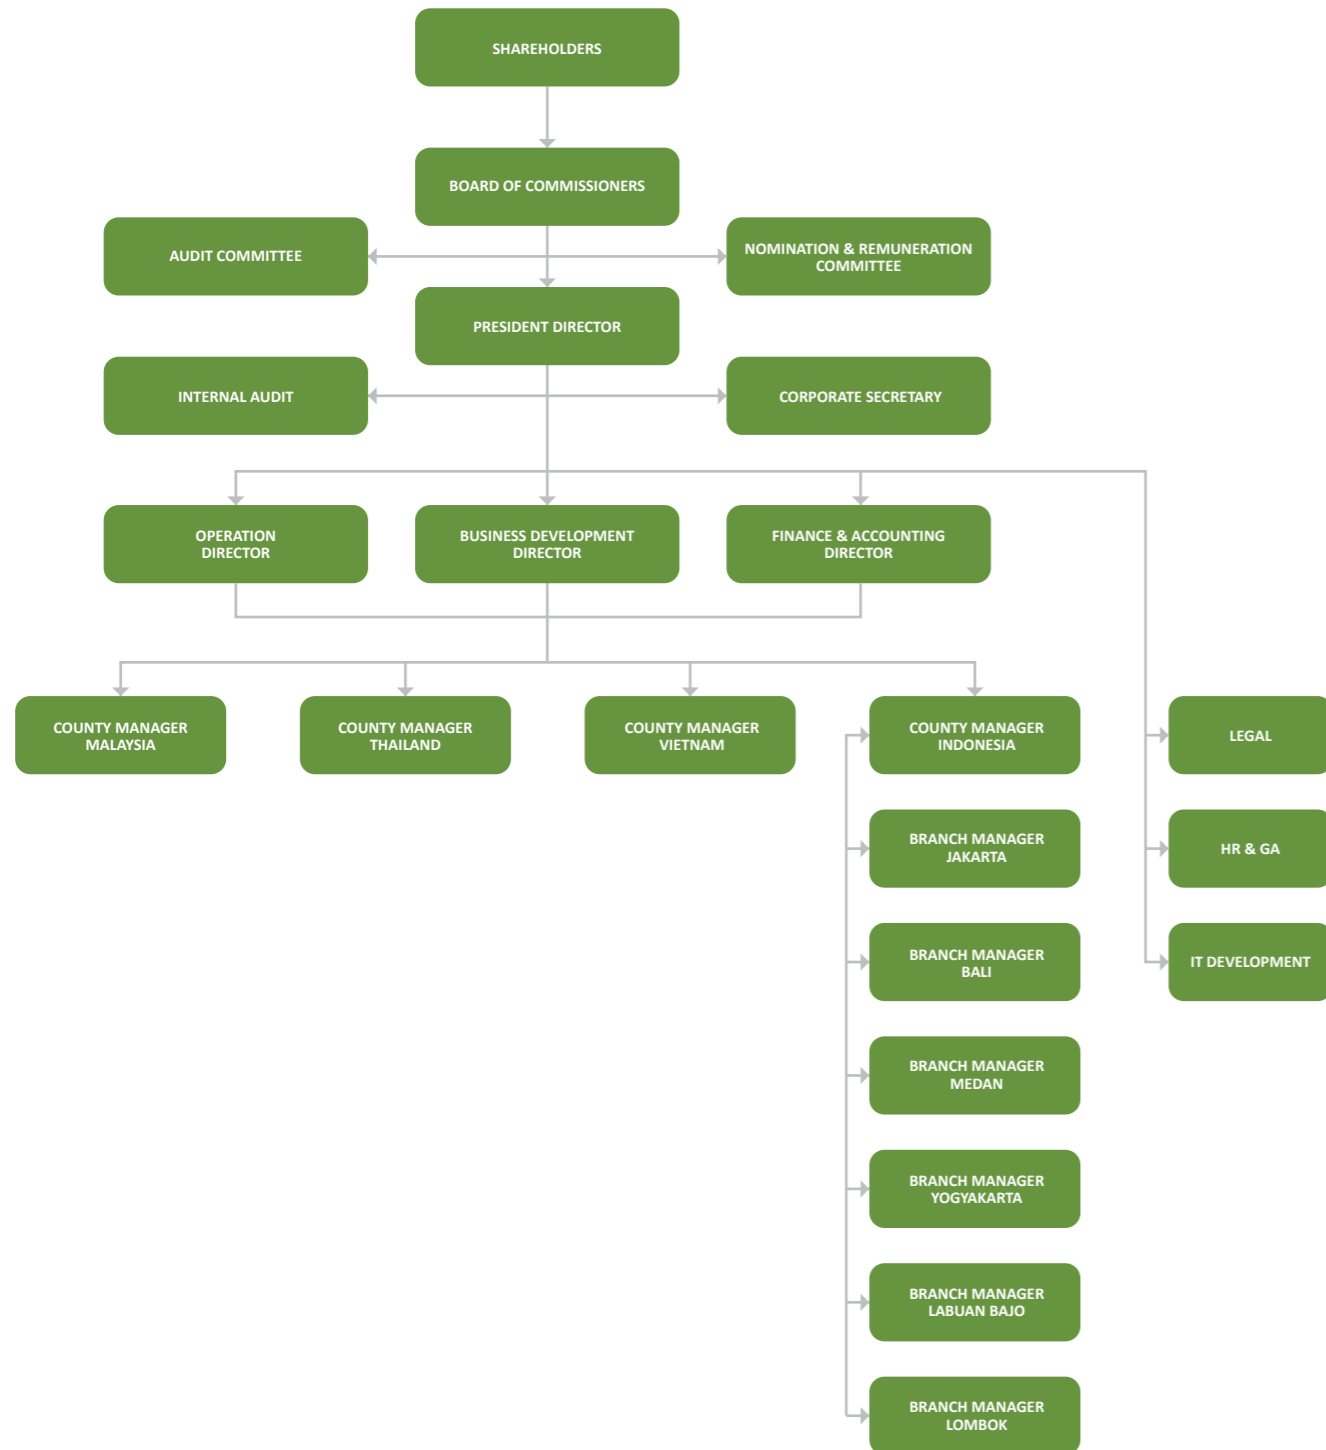 SHAREHOLDERS
BOARD OF COMMISSIONERS
AUDIT COMMITTEE
NOMINATION & REMUNERATION
COMMITTEE
PRESIDENT DIRECTOR
INTERNAL AUDIT
CORPORATE SECRETARY
OPERATION
DIRECTOR
BUSINESS DEVELOPMENT
DIRECTOR
FINANCE & ACCOUNTING
DIRECTOR
COUNTY MANAGER
MALAYSIA
COUNTY MANAGER
THAILAND
COUNTY MANAGER
VIETNAM
COUNTY MANAGER
INDONESIA
LEGAL
BRANCH MANAGER
JAKARTA
HR & GA
BRANCH MANAGER
BALI
IT DEVELOPMENT
BRANCH MANAGER
MEDAN
BRANCH MANAGER
YOGYAKARTA
BRANCH MANAGER
LABUAN BAJO
BRANCH MANAGER
LOMBOK